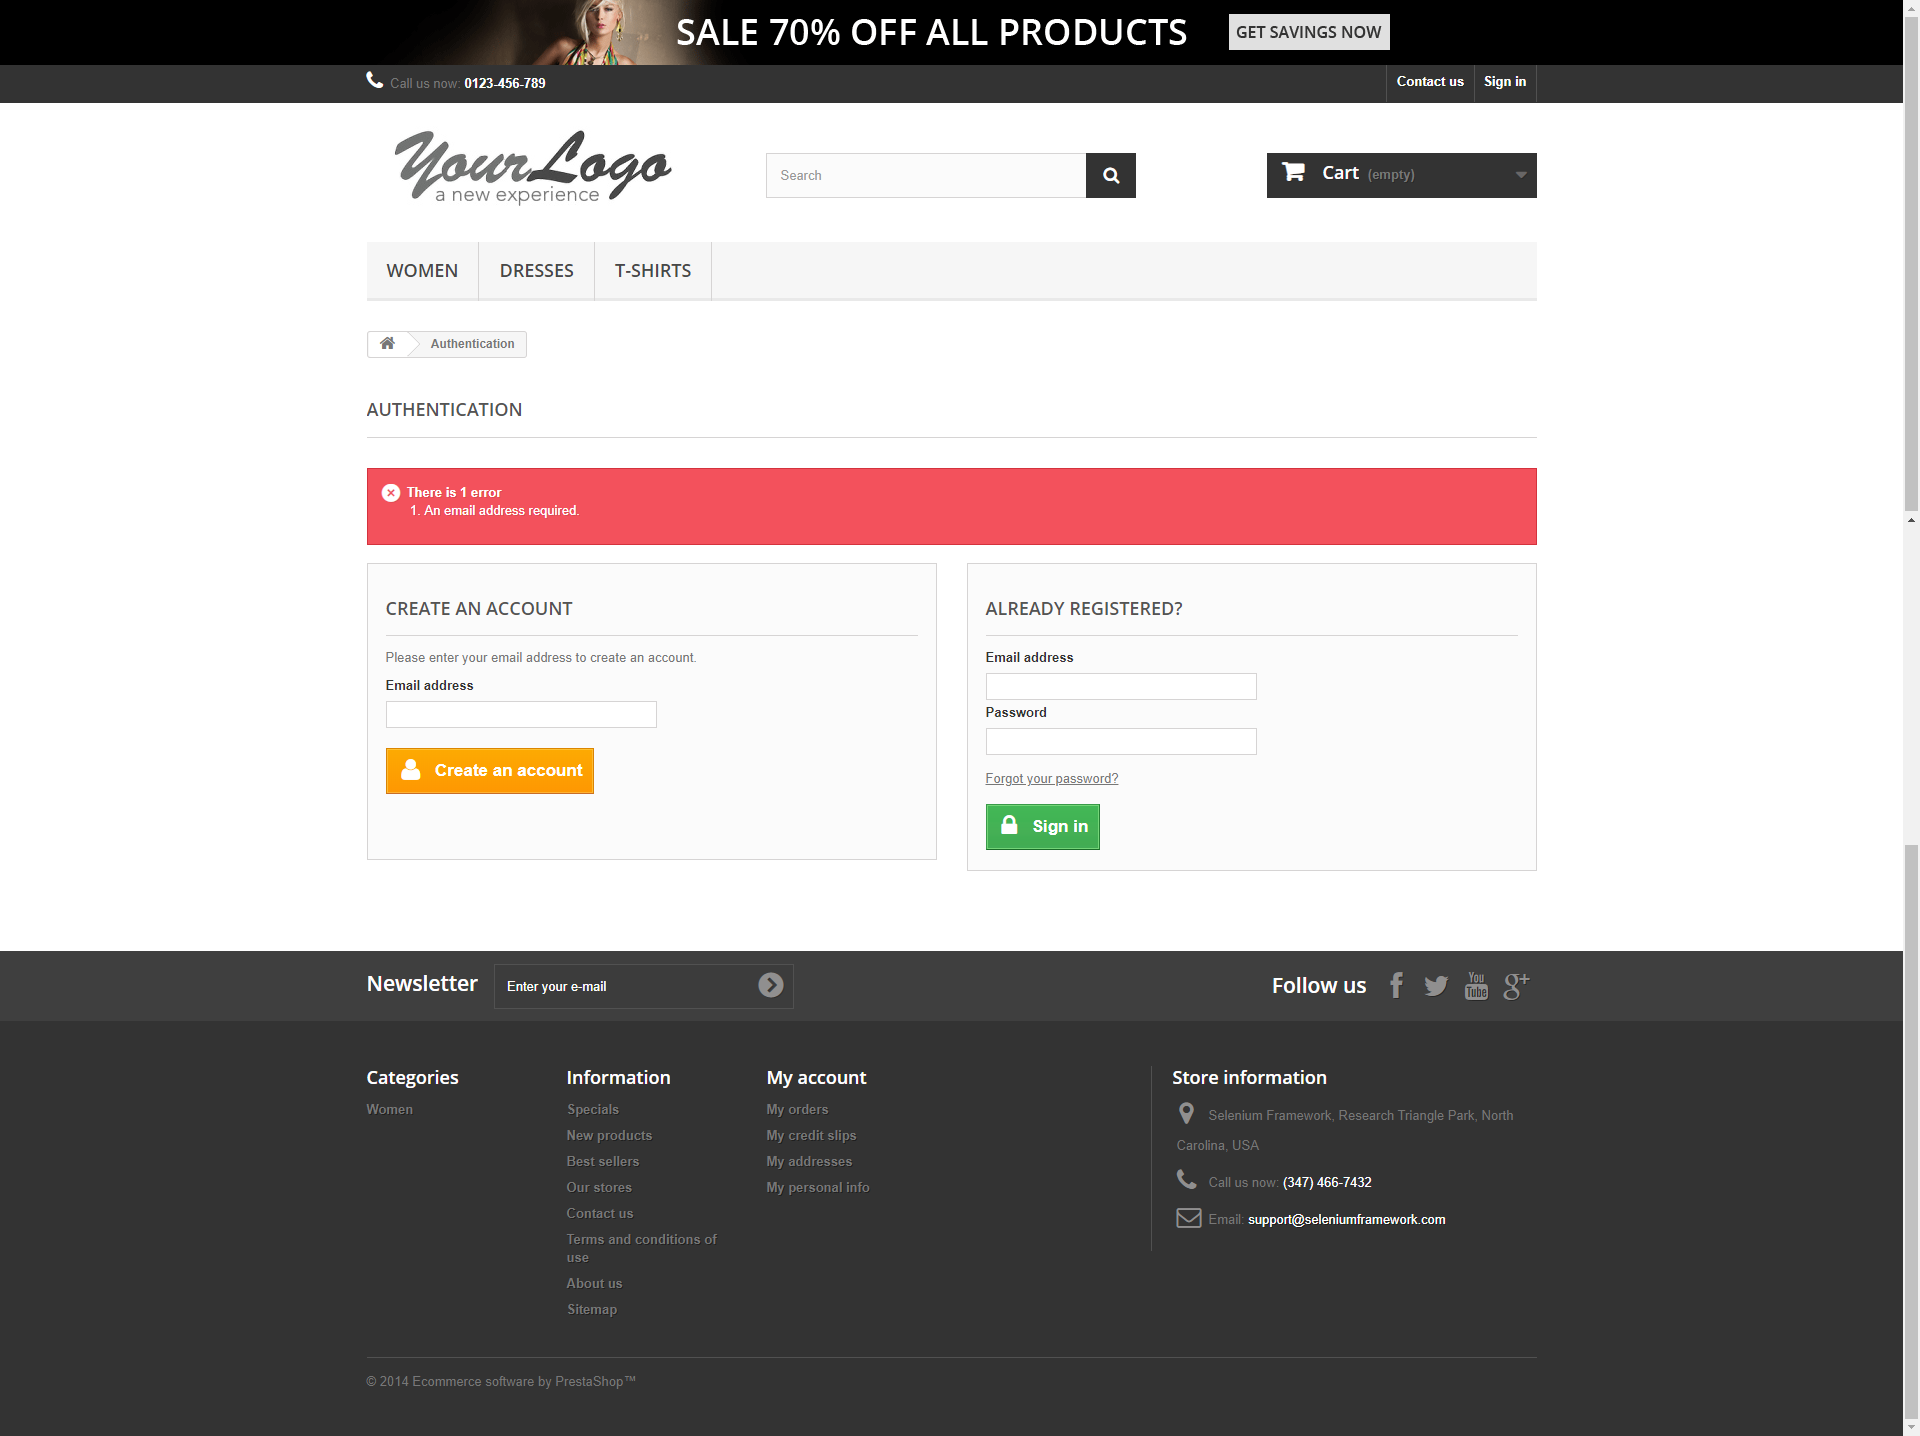 SALE 70% OFF ALL PRODUCTS
GET SAVINGS NOW
Call us now: 0123-456-789
Contact us
Sign in
YourLogo
a new experience
Search
Cart (empty)
WOMEN
DRESSES
T-SHIRTS
Authentication
AUTHENTICATION
There is 1 error
1. An email address required.
CREATE AN ACCOUNT
Please enter your email address to create an account.
Email address
Create an account
ALREADY REGISTERED?
Email address
Password
Forgot your password?
Sign in
Newsletter
Enter your e-mail
Follow us
f
You
Tube
g+
Categories
Women
Information
Specials
New products
Best sellers
Our stores
Contact us
Terms and conditions of
use
About us
Sitemap
My account
My orders
My credit slips
My addresses
My personal info
Store information
Selenium Framework, Research Triangle Park, North
Carolina, USA
Call us now: (347) 466-7432
Email: support@seleniumframework.com
© 2014 Ecommerce software by PrestaShop™